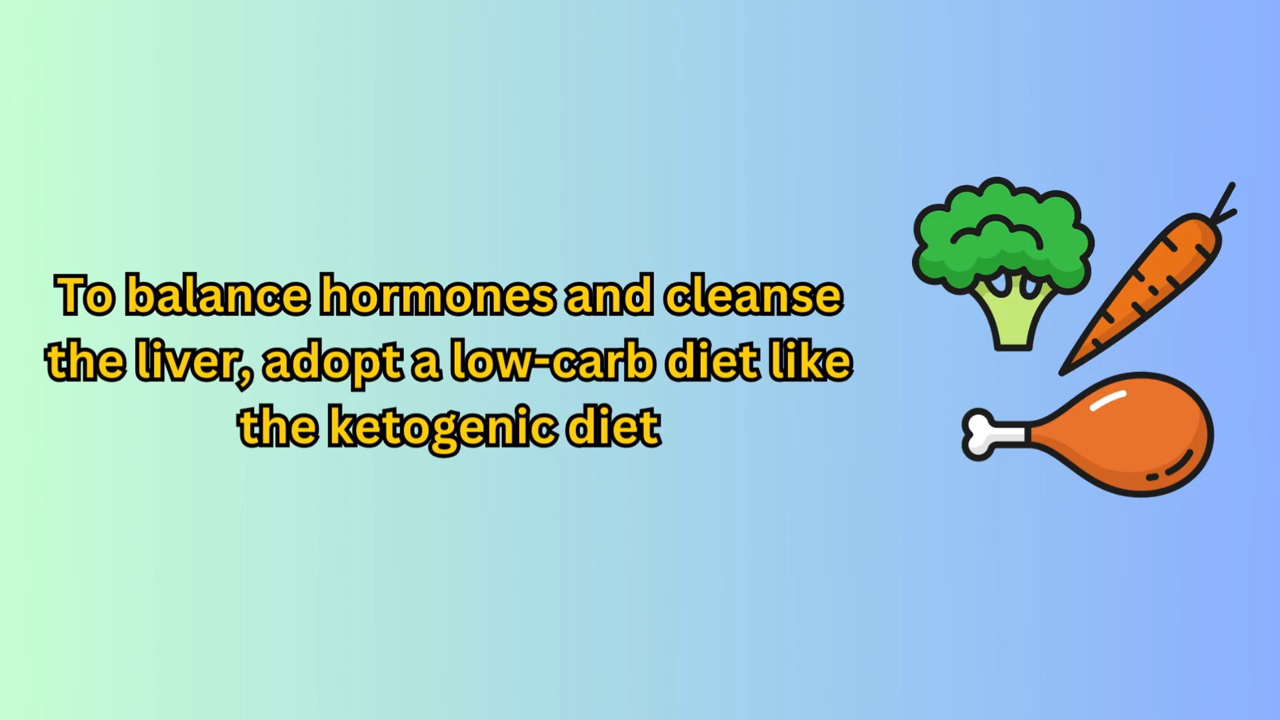 To balance hormones and cleanse
the liver, adopt a low-carb diet like
the ketogenic diet